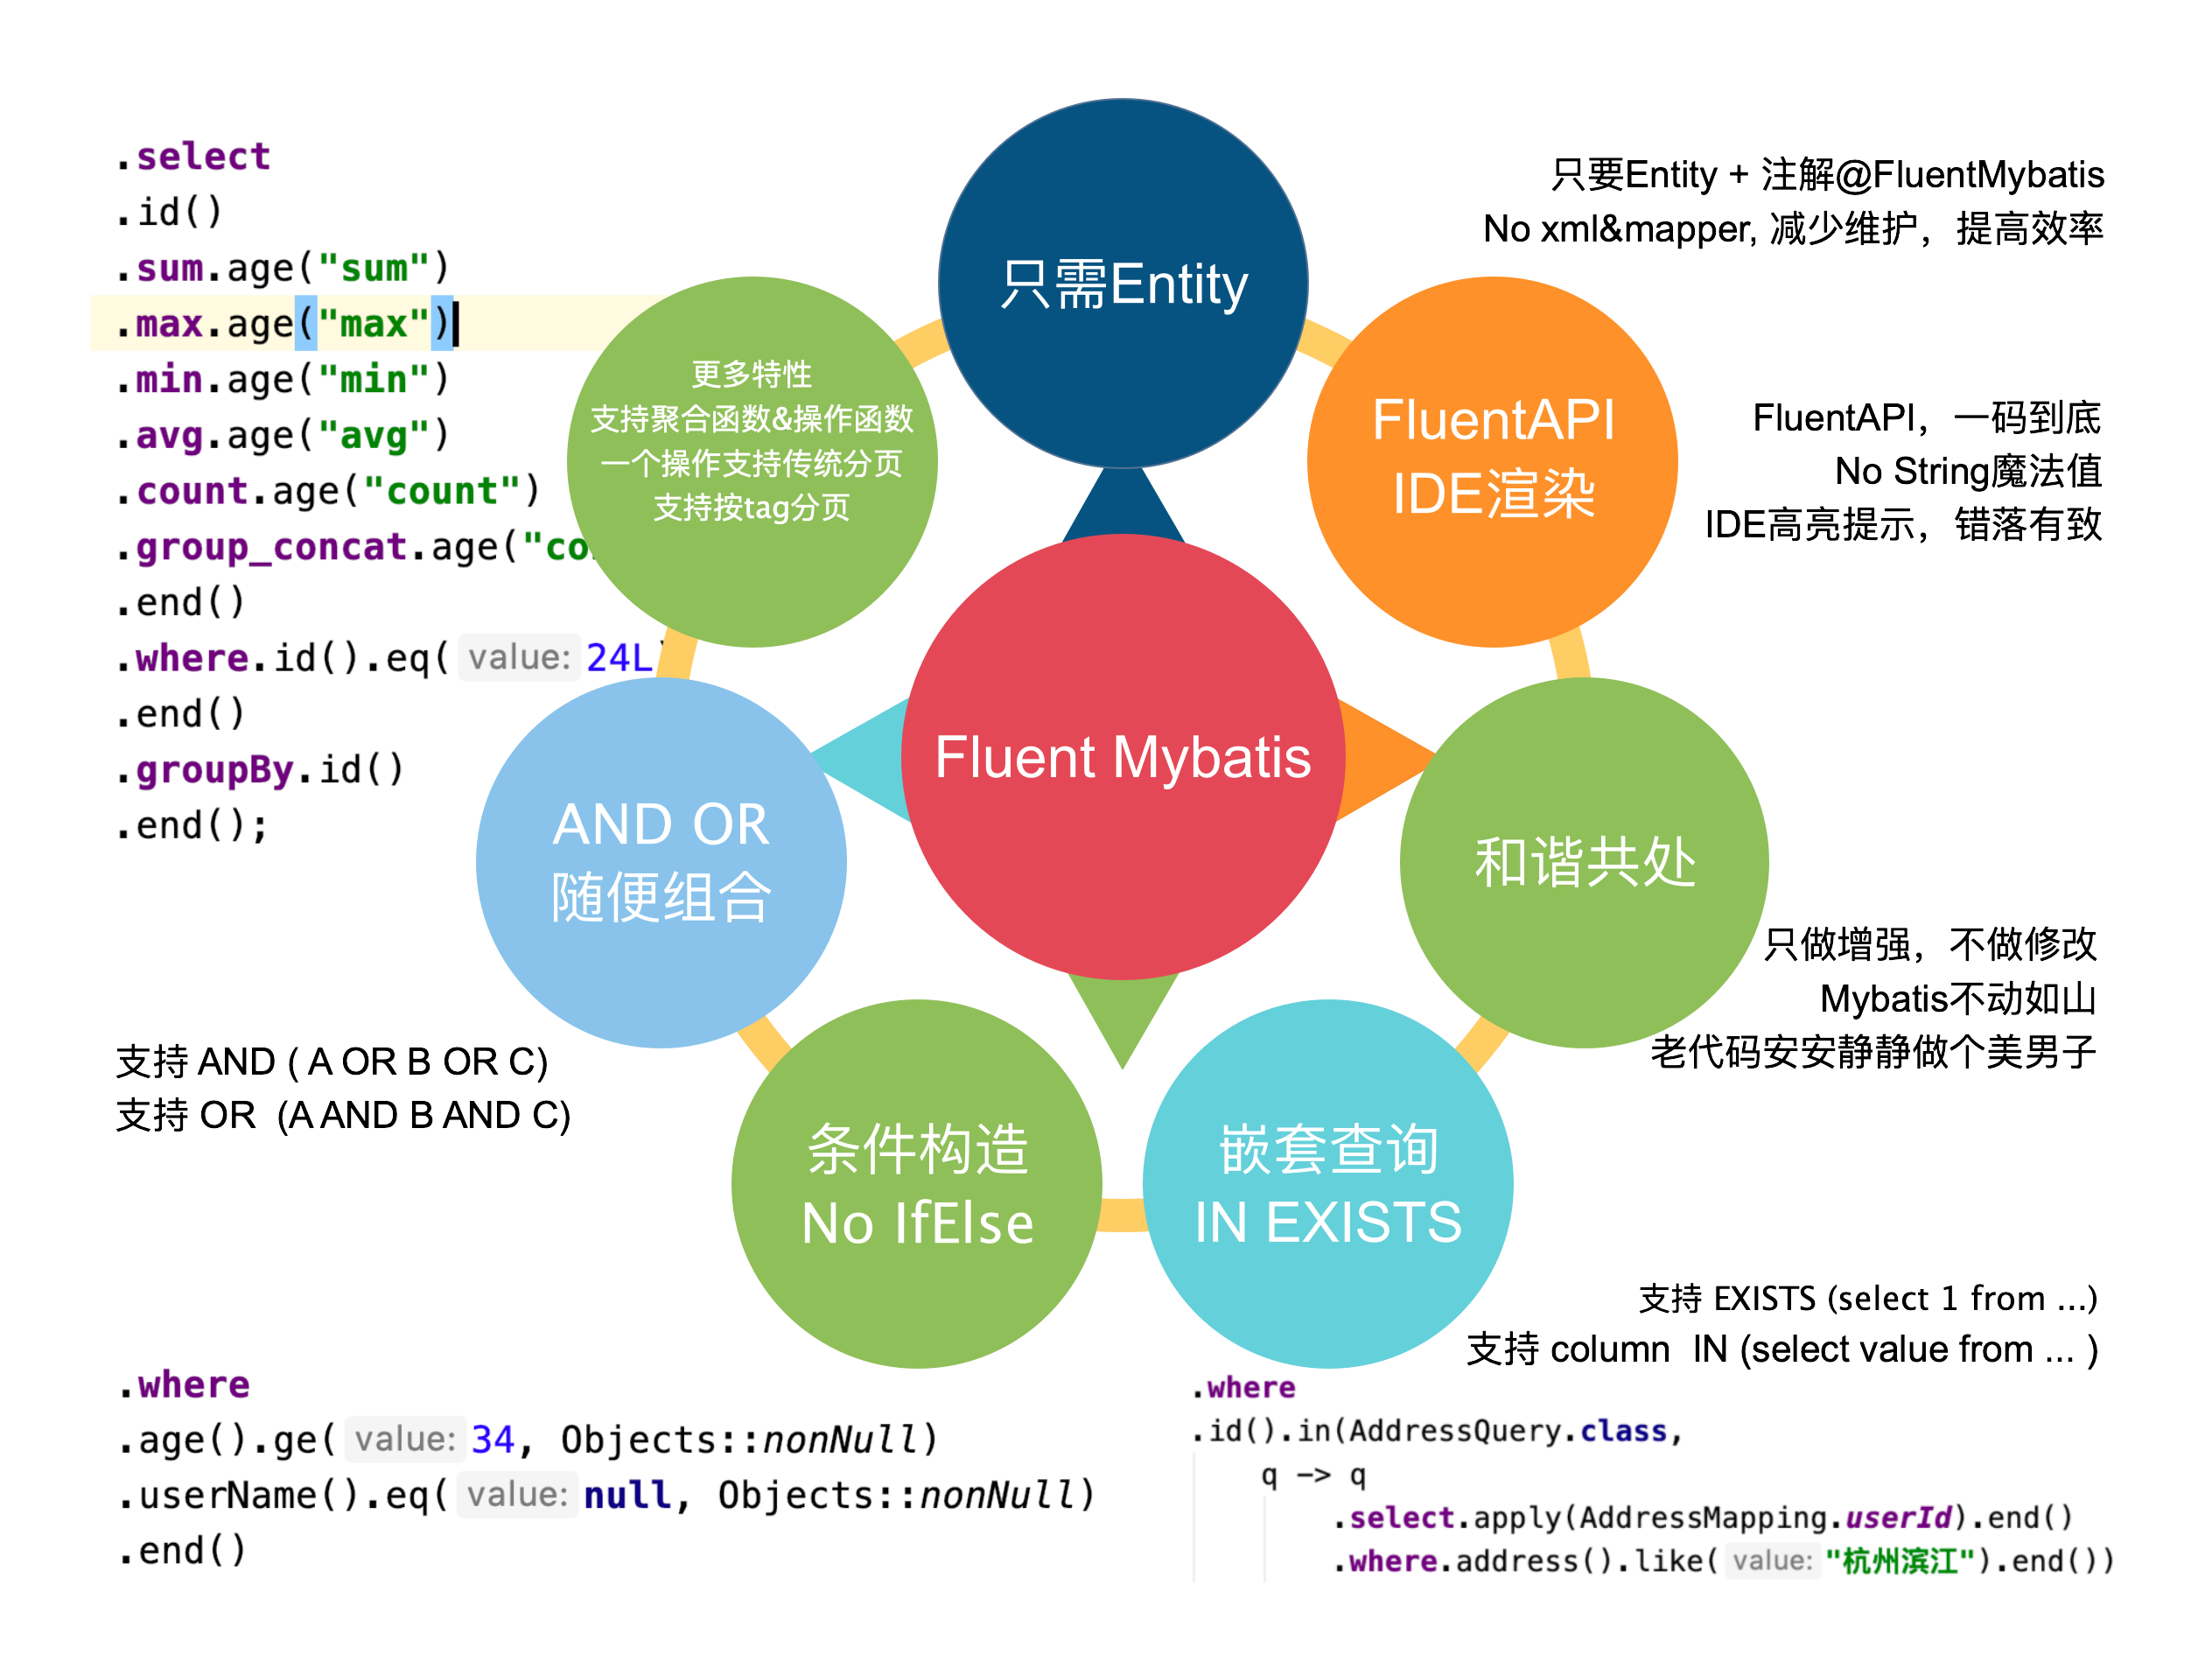 .select
.id()
.sum.age("sum")
.max.age("max")
.min.age("min")
.avg.age("avg")
.count.age("count")
.group_concat.age("co
.end()
.where.id().eq( value: 24L
.end()
.groupBy.id()
.end();
只需Entity
只要Entity + 注解@FluentMybatis
No xml&mapper, 减少维护，提高效率
更多特性
支持聚合函数&操作函数
一个操作支持传统分页
支持按tag分页
FluentAPI
IDE渲染
FluentAPI，一码到底
No String魔法值
IDE高亮提示，错落有致
Fluent Mybatis
AND OR
随便组合
和谐共处
只做增强，不做修改
Mybatis不动如山
老代码安安静静做个美男子
支持 AND ( A OR B OR C)
支持 OR (A AND B AND C)
条件构造
No IfElse
嵌套查询
IN EXISTS
支持 EXISTS (select 1 from ...)
支持 column IN (select value from ... )
.where
.age().ge( value: 34, Objects::nonNull)
.userName().eq( value: null, Objects::nonNull)
.end()
.where
.id().in(AddressQuery.class,
q -> q
.select.apply(AddressMapping.userId).end()
.where.address().like( value: "杭州滨江").end())